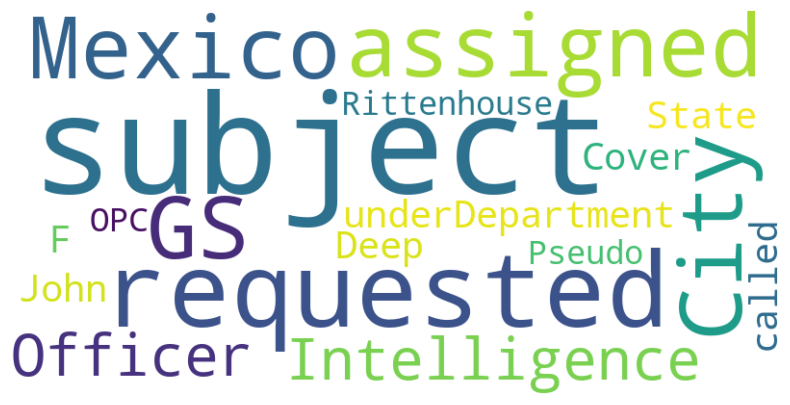 Mexico assigned
subject
Rittenhouse
State
Cover
City
OPC GS
underDepartment
F
Deep
Pseudo
called
John
requested
Officer
Intelligence